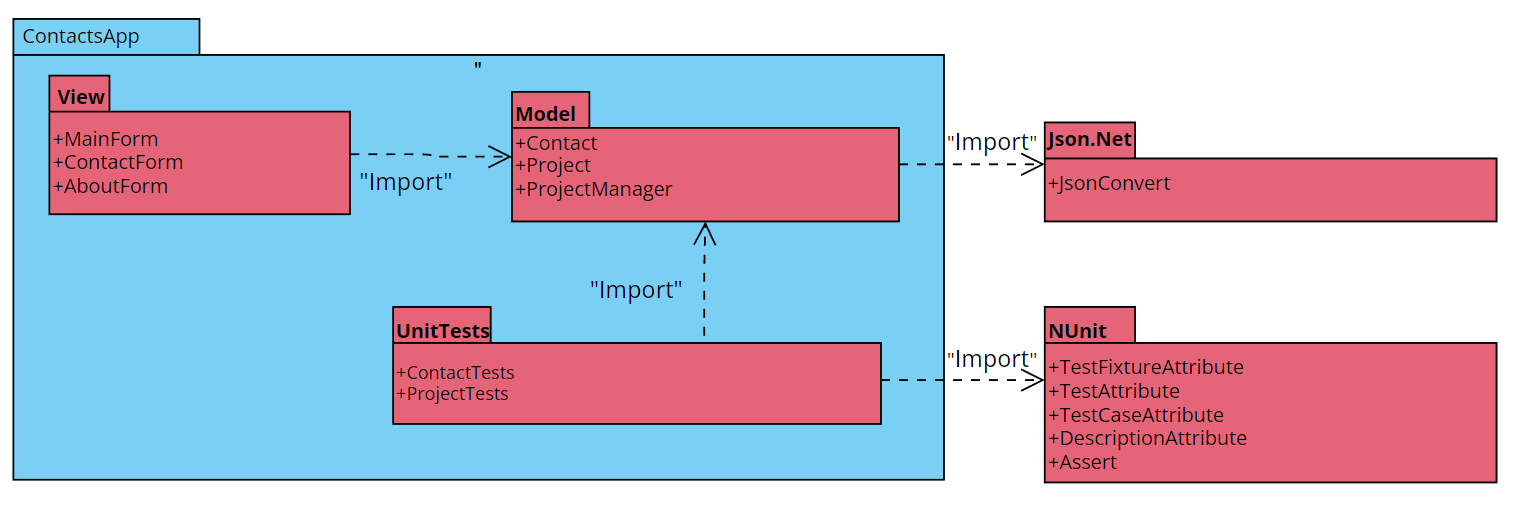 ContactsApp
"
View
+MainForm
+ContactForm
+AboutForm
"Import"
Model
+Contact
+Project
+ProjectManager
"Import"
Json.Net
+JsonConvert
"Import"
UnitTests
+ContactTests
+ProjectTests
"Import"
NUnit
+TestFixtureAttribute
+TestAttribute
+TestCaseAttribute
+DescriptionAttribute
+Assert